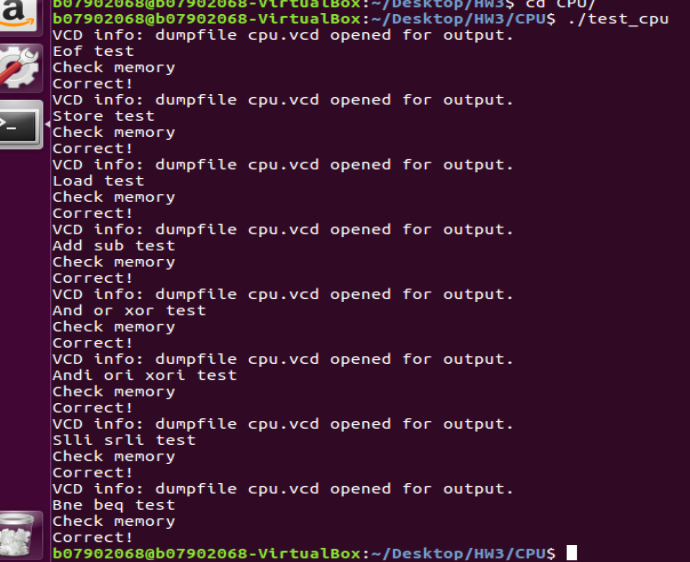 b07902068@b07902068-VirtualBox:~/Desktop/HW3$ cd CPU/
b07902068@b07902068-VirtualBox:~/Desktop/HW3/CPU$ ./test_cpu
VCD info: dumpfile cpu.vcd opened for output.
Eof test
Check memory
Correct!
VCD info: dumpfile cpu.vcd opened for output.
Store test
Check memory
Correct!
VCD info: dumpfile cpu.vcd opened for output.
Load test
Check memory
Correct!
VCD info: dumpfile cpu.vcd opened for output.
Add sub test
Check memory
Correct!
VCD info: dumpfile cpu.vcd opened for output.
And or xor test
Check memory
Correct!
VCD info: dumpfile cpu.vcd opened for output.
Andi ori xori test
Check memory
Correct!
VCD info: dumpfile cpu.vcd opened for output.
Slli srli test
Check memory
Correct!
VCD info: dumpfile cpu.vcd opened for output.
Bne beq test
Check memory
Correct!
b07902068@b07902068-VirtualBox:~/Desktop/HW3/CPU$